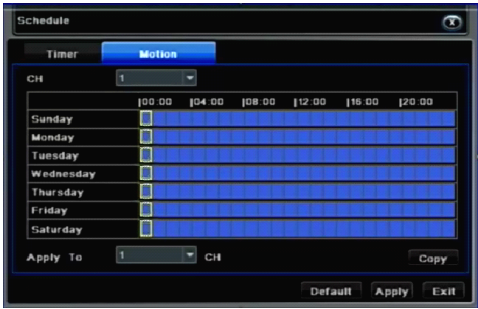 Schedule
Timer Motion
CH 1
00:00 04:00 08:00 12:00 16:00 20:00
Sunday
Monday
Tuesday
Wednesday
Thursday
Friday
Saturday
Apply To 1 CH Copy
Default Apply Exit